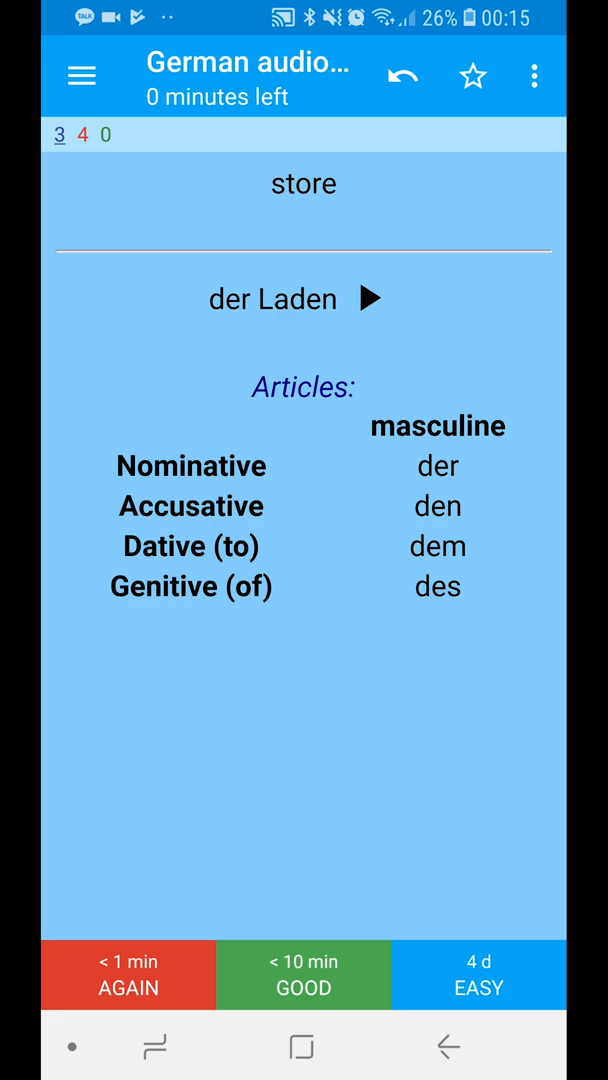 TALK 26% 00:15
German audio...
0 minutes left
3 4 0
store
der Laden
Articles:
masculine
Nominative der
Accusative den
Dative (to) dem
Genitive (of) des
< 1 min < 10 min 4 d
AGAIN GOOD EASY